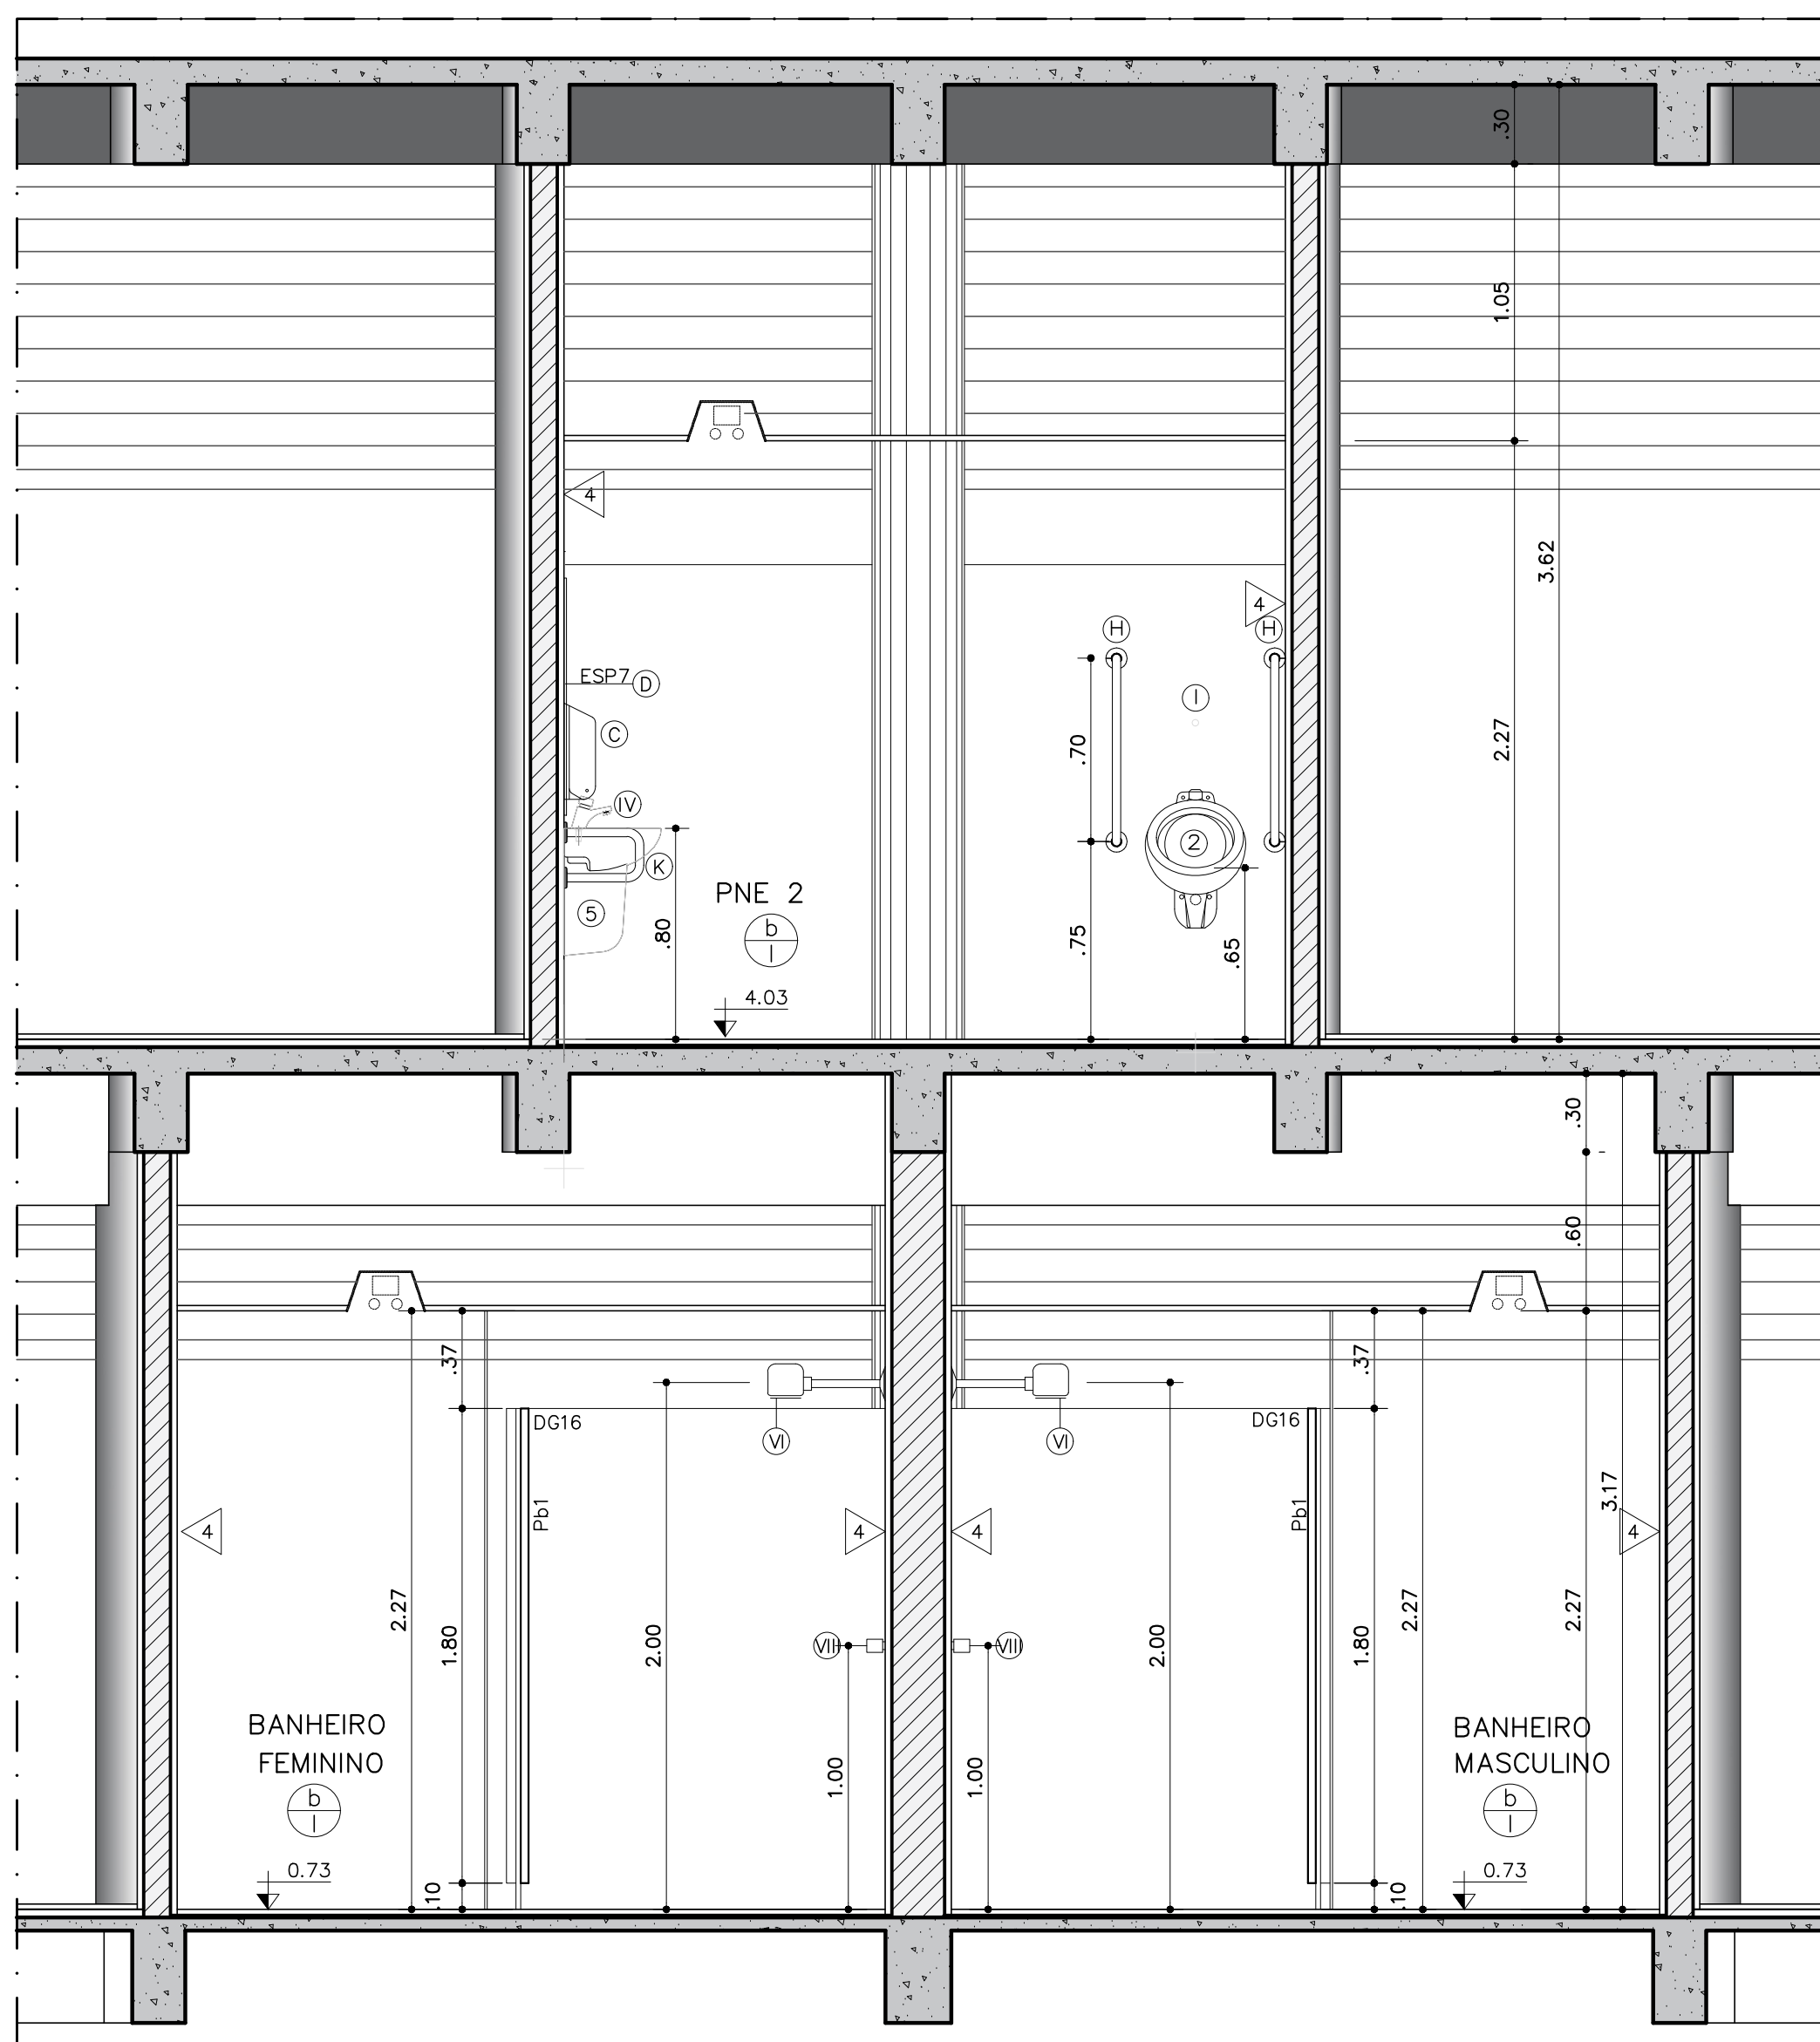 .30
1.05
4
3.62
4
H
H
ESP7 D
I
C
.70
2.27
IV
2
K
PNE 2
5
b
.80
.75
.65
I
4.03
.30
.60
.37
.37
DG16
DG16
VI
VI
3.17
Pb1
Pb1
4
4
4
4
2.27
1.80
2.00
2.00
1.80
2.27
2.27
VII
VII
BANHEIRO
FEMININO
BANHEIRO
MASCULINO
1.00
1.00
b
I
b
I
0.73
0.73
.10
.10